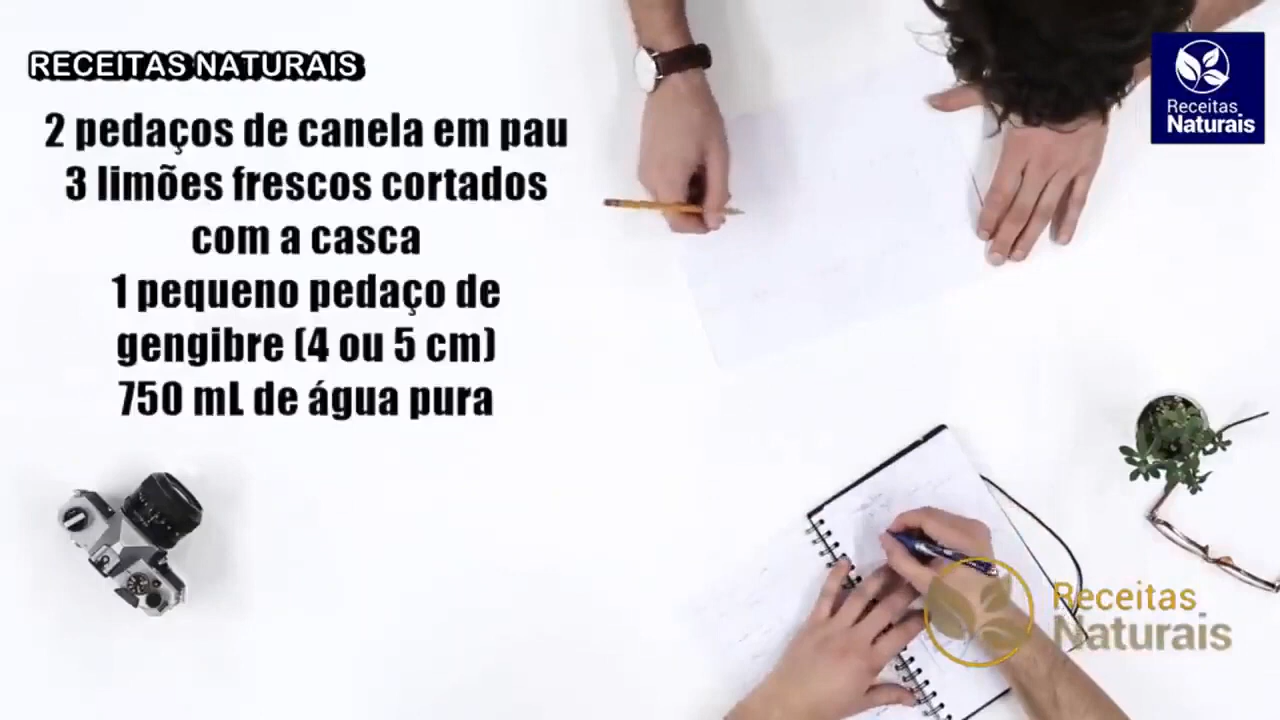 RECEITAS NATURAIS
Receitas
Naturais
2 pedaços de canela em pau
3 limões frescos cortados
com a casca
1 pequeno pedaço de
gengibre (4 ou 5 cm)
750 mL de água pura
Receitas
Naturais